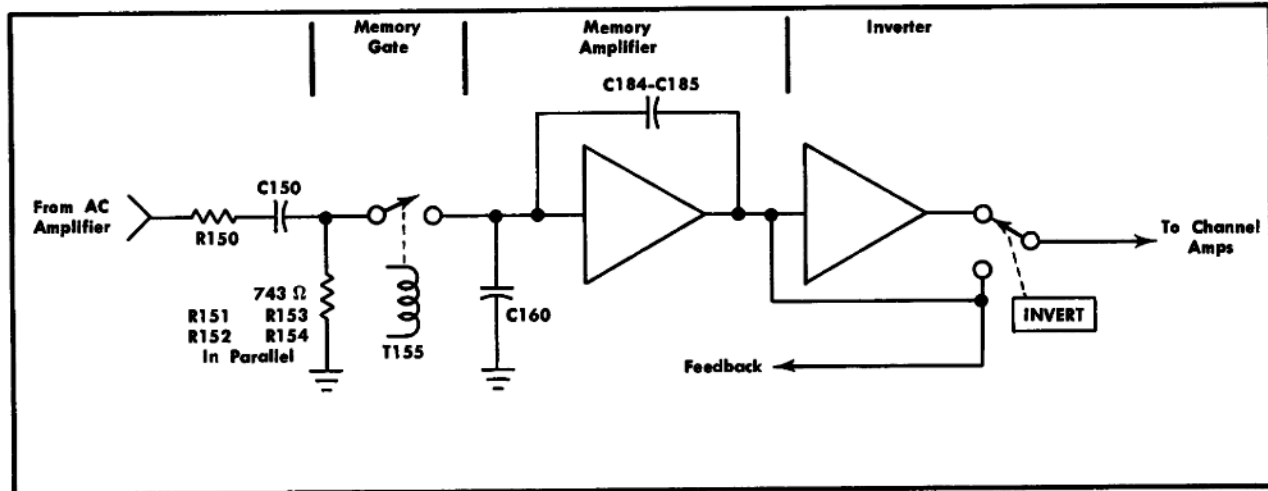 Memory
Gate
Memory
Amplifier
Inverter
C184-C185
From AC
Amplifier
C150
R150
743 Ω
R151 R153
R152 R154
In Parallel
T155
C160
To Channel
Amps
INVERT
Feedback